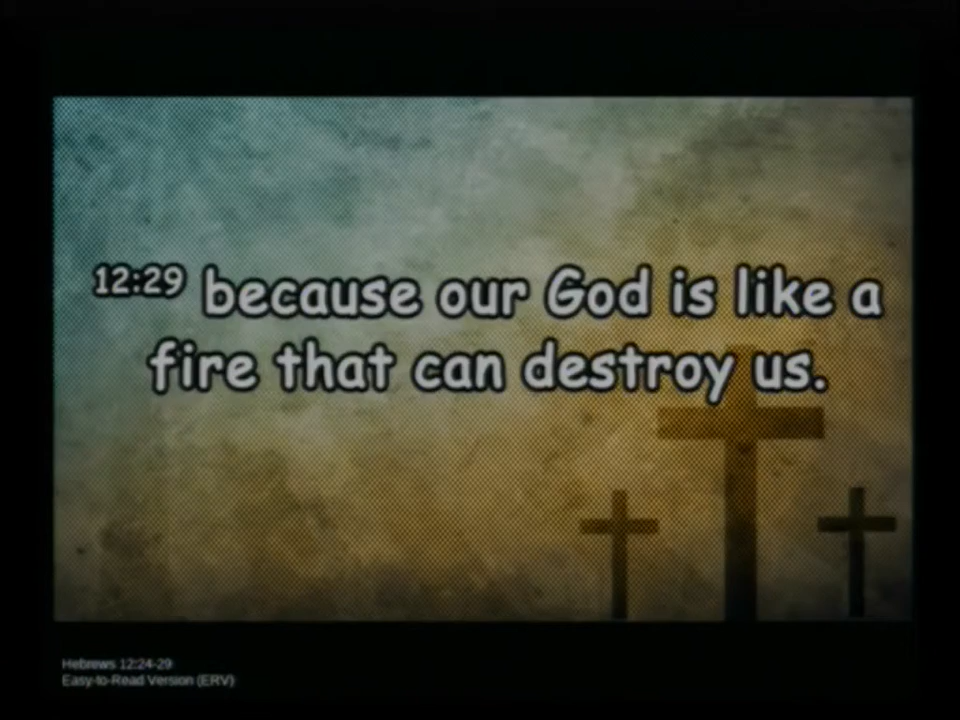 12:29 because our God is like a
fire that can destroy us.
Hebrews 12:24-29
Easy-to-Read Version (ERV)